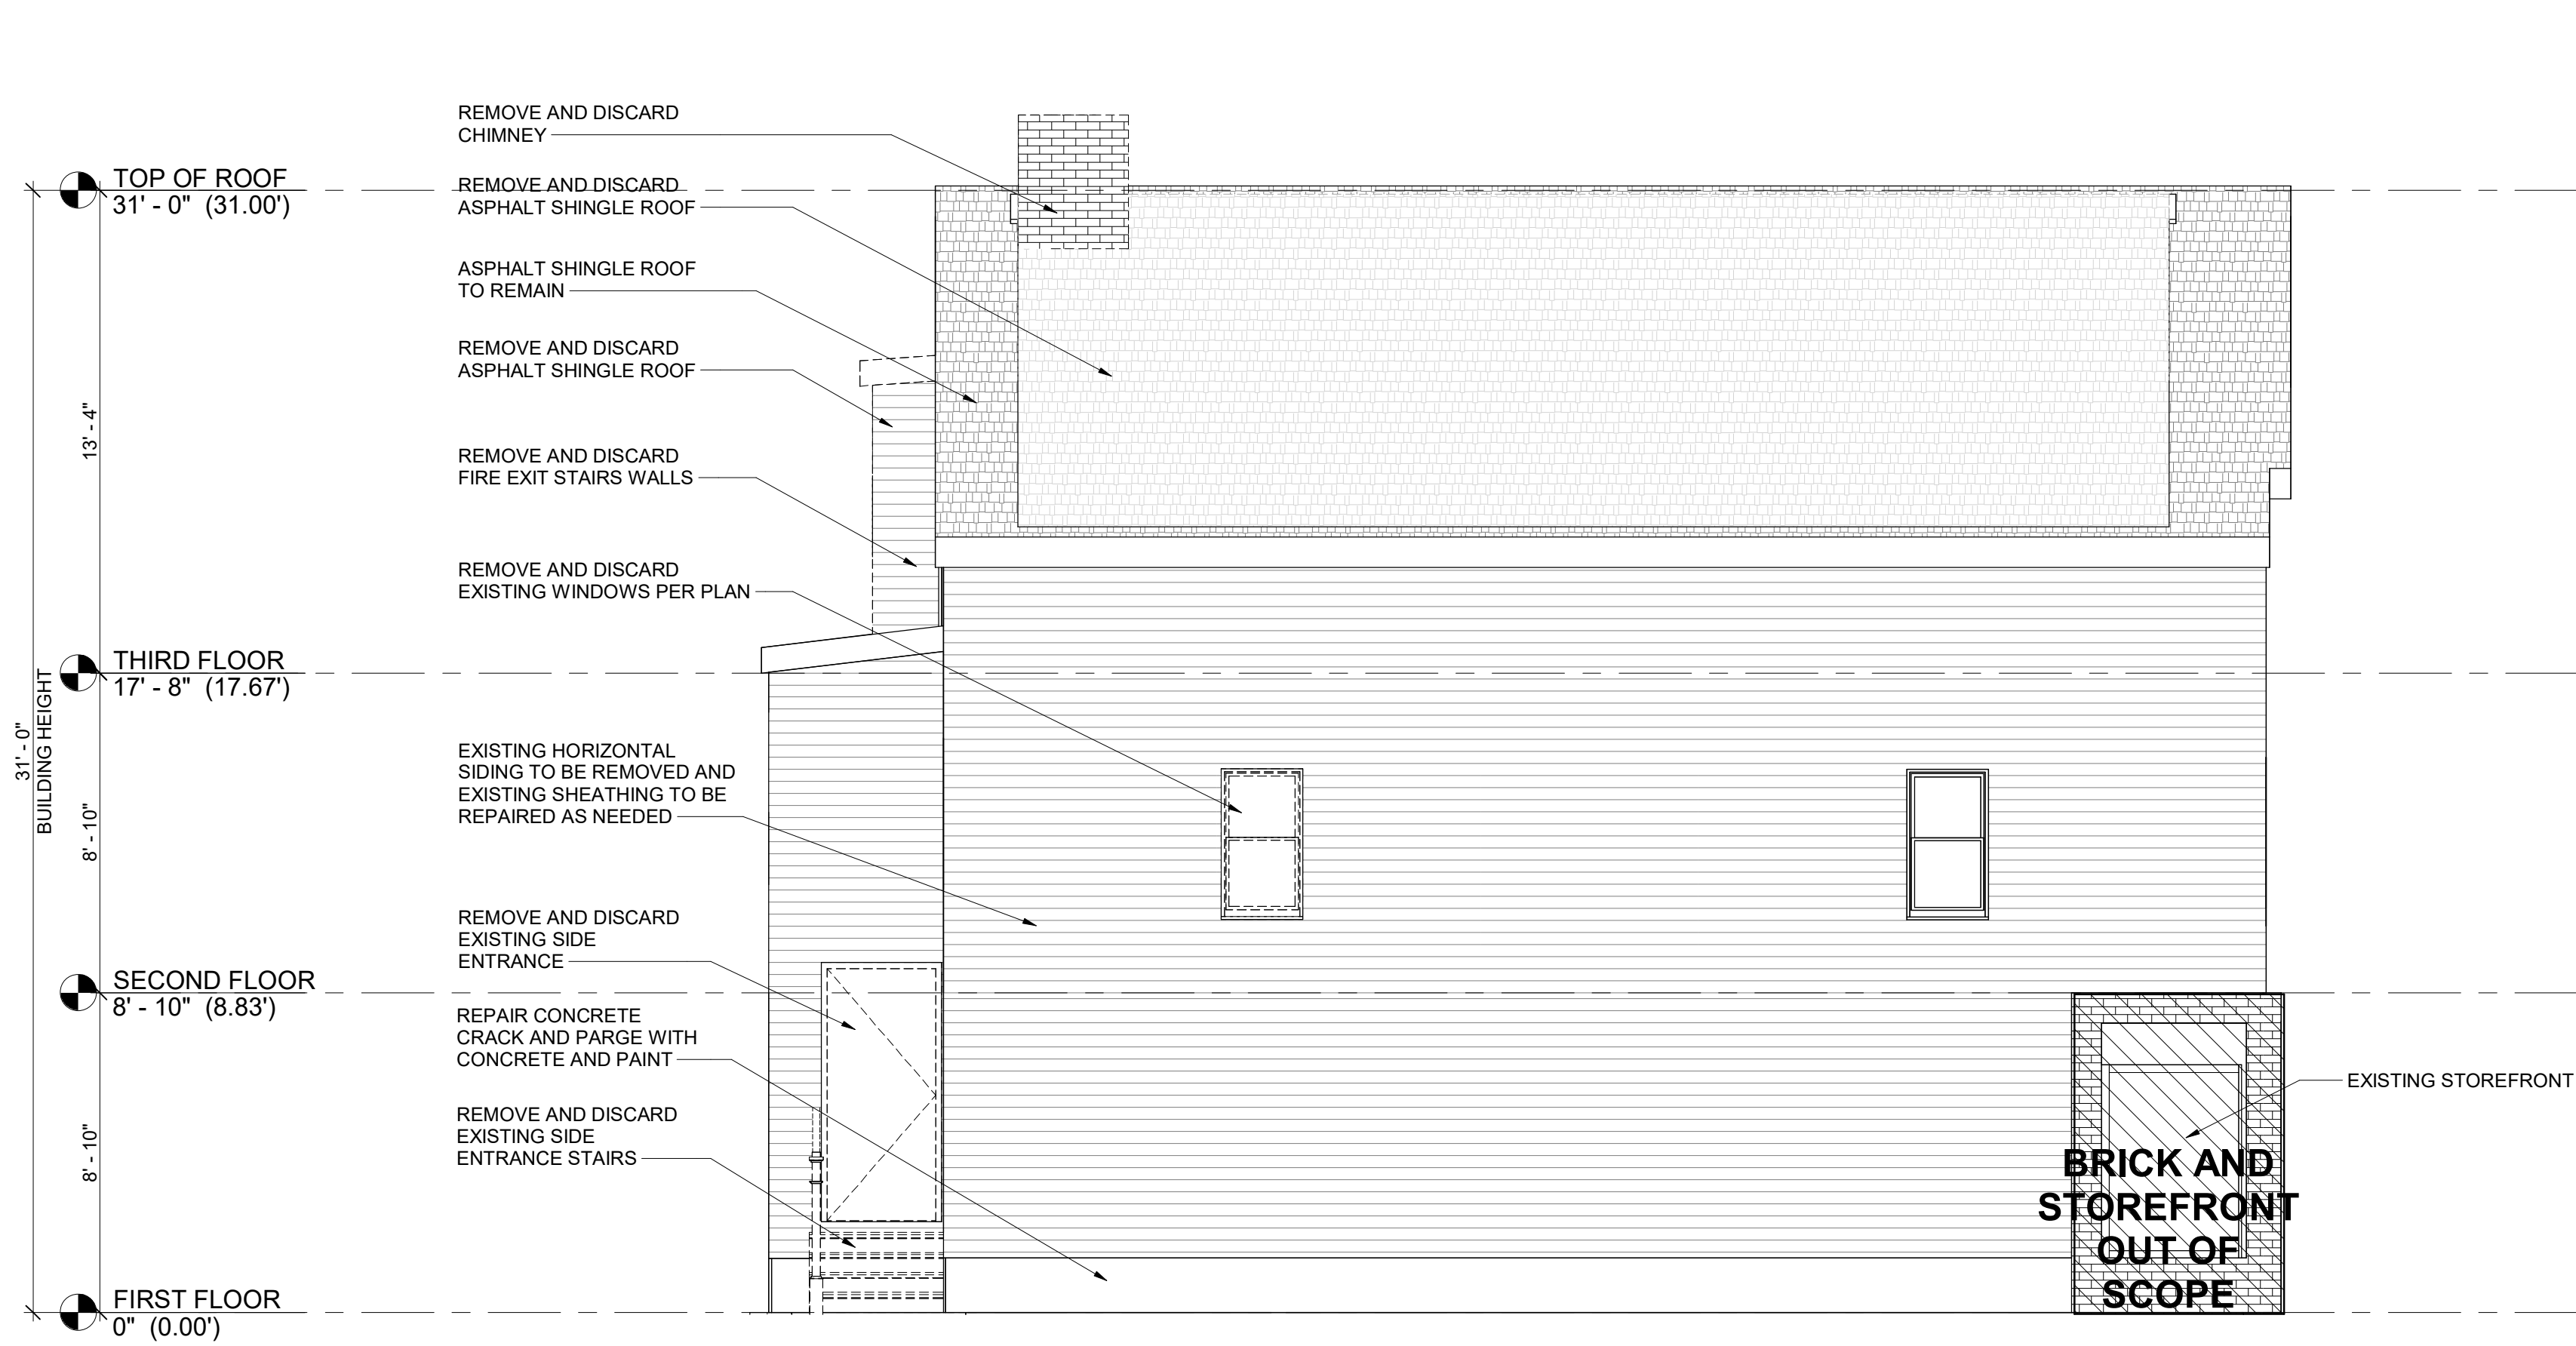 REMOVE AND DISCARD
CHIMNEY
TOP OF ROOF
31' - 0"  (31.00')
REMOVE AND DISCARD
ASPHALT SHINGLE ROOF
ASPHALT SHINGLE ROOF
TO REMAIN
REMOVE AND DISCARD
ASPHALT SHINGLE ROOF
13' - 4"
REMOVE AND DISCARD
FIRE EXIT STAIRS WALLS
REMOVE AND DISCARD
EXISTING WINDOWS PER PLAN
THIRD FLOOR
17' - 8"  (17.67')
31' - 0"
BUILDING HEIGHT
8' - 10"
EXISTING HORIZONTAL
SIDING TO BE REMOVED AND
EXISTING SHEATHING TO BE
REPAIRED AS NEEDED
REMOVE AND DISCARD
EXISTING SIDE
ENTRANCE
SECOND FLOOR
8' - 10"  (8.83')
REPAIR CONCRETE
CRACK AND PARGE WITH
CONCRETE AND PAINT
8' - 10"
REMOVE AND DISCARD
EXISTING SIDE
ENTRANCE STAIRS
EXISTING STOREFRONT
BRICK AND
STOREFRONT
OUT OF
SCOPE
FIRST FLOOR
0"  (0.00')